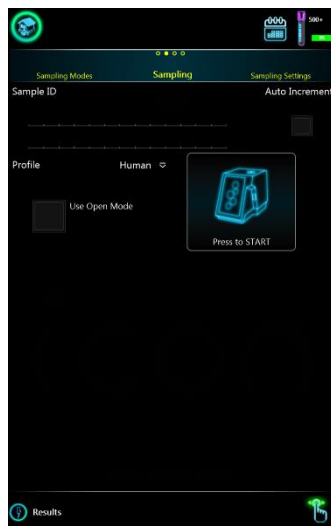 500+
Sampling Modes Sampling Sampling Settings
Sample ID Auto Increment
Profile Human
Use Open Mode
Press to START
Results